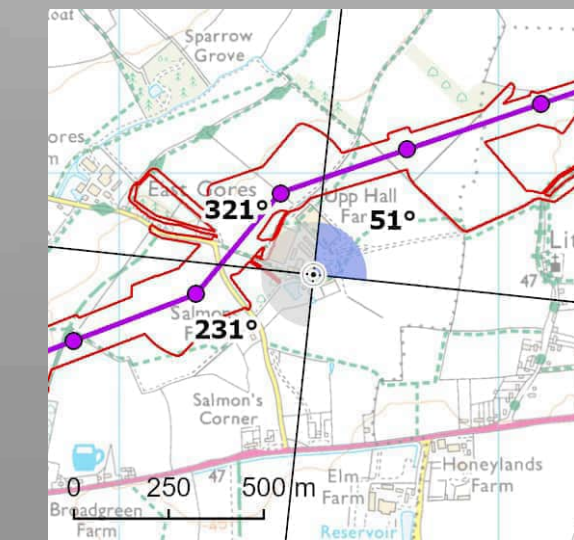 oat
Sparrow
Grove
ores
m
East Gores
321°
Upp Hall
Far
51°
Lit
47
Salmon
F
231°
Salmon's
Corner
47
0 250 500 m
Elm
Farm
Honeylands
Farm
Broadgreen
Farm
Reservoir